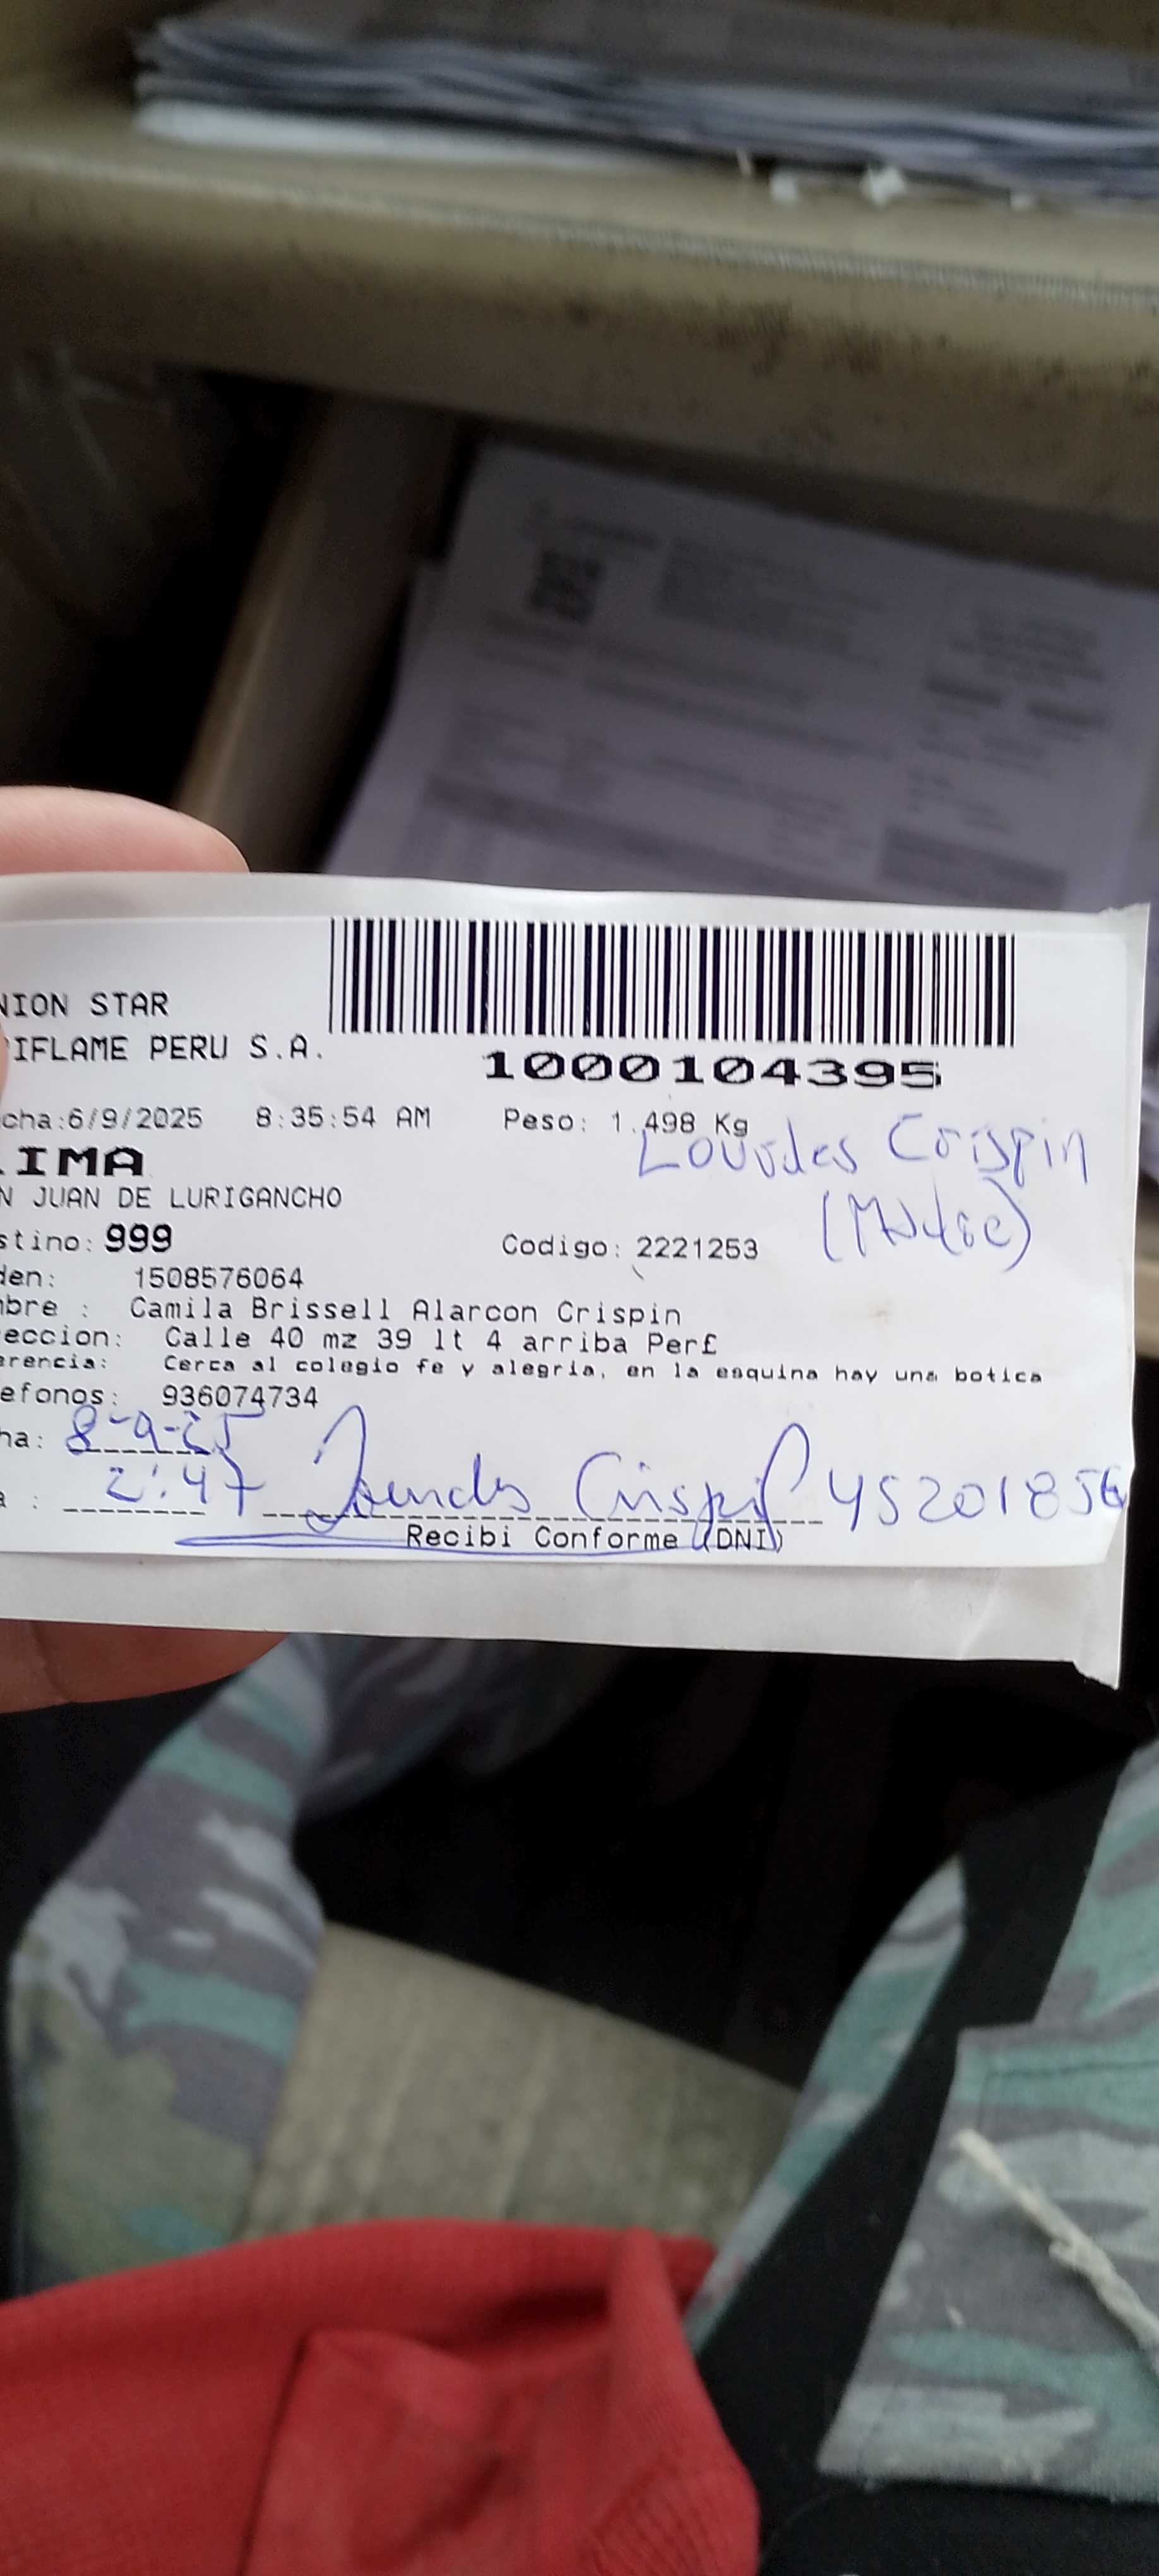 NION STAR
IFLAME PERU S.A.
1000104395
cha:6/9/2025 8:35:54 AM Peso: 1.498 Kg
Lourdes Crispin
IMA
N JUAN DE LURIGANCHO
stino: 999 Codigo: 2221253
den: 1508576064
bre : Camila Brissell Alarcon Crispin
eccion: Calle 40 mz 39 lt 4 arriba Per£
erencia: Cerca al colegio fe y alegria, en la esquina hay una botica
efonos: 936074734
ha: 8-9-25
a : 2:47 Lourdes Crispin 45201856
Recibi Conforme (DNI)